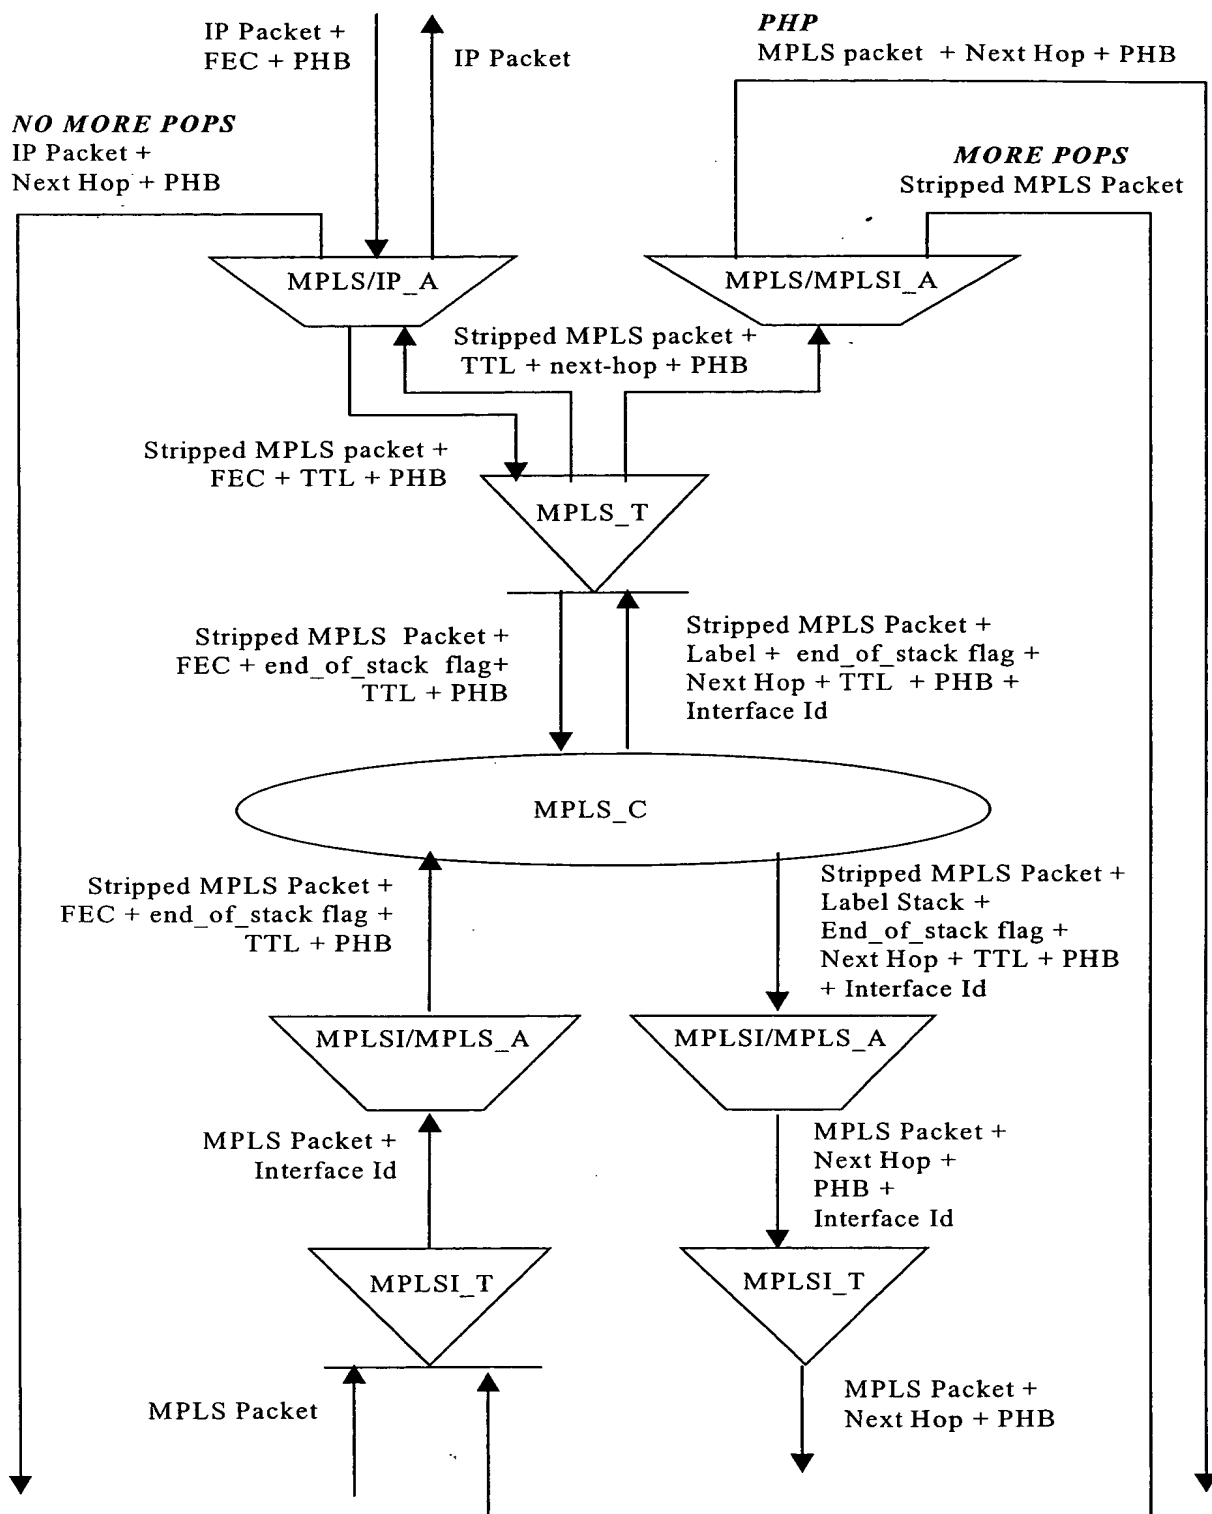 IP Packet +
FEC + PHB
IP Packet
PHP
MPLS packet + Next Hop + PHB
NO MORE POPS
IP Packet +
Next Hop + PHB
MORE POPS
Stripped MPLS Packet
MPLS/IP_A
MPLS/MPLSI_A
Stripped MPLS packet +
TTL + next-hop + PHB
Stripped MPLS packet +
FEC + TTL + PHB
MPLS_T
Stripped MPLS Packet +
FEC + end_of_stack flag+
TTL + PHB
Stripped MPLS Packet +
Label + end_of_stack flag +
Next Hop + TTL + PHB +
Interface Id
MPLS_C
Stripped MPLS Packet +
FEC + end_of_stack flag +
TTL + PHB
Stripped MPLS Packet +
Label Stack +
End_of_stack flag +
Next Hop + TTL + PHB
+ Interface Id
MPLSI/MPLS_A
MPLSI/MPLS_A
MPLS Packet +
Interface Id
MPLS Packet +
Next Hop +
PHB +
Interface Id
MPLSI_T
MPLSI_T
MPLS Packet
MPLS Packet +
Next Hop + PHB